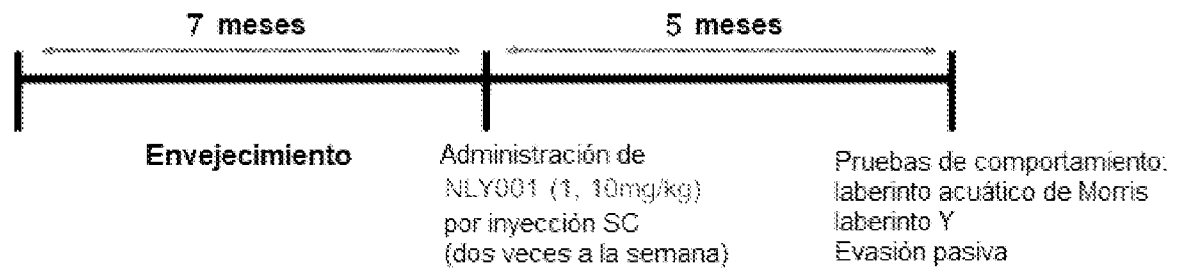 7 meses
5 meses
Envejecimiento
Administración de
NLY001 (1, 10mg/kg)
por inyección SC
(dos veces a la semana)
Pruebas de comportamiento:
laberinto acuático de Morris
laberinto Y
Evasión pasiva